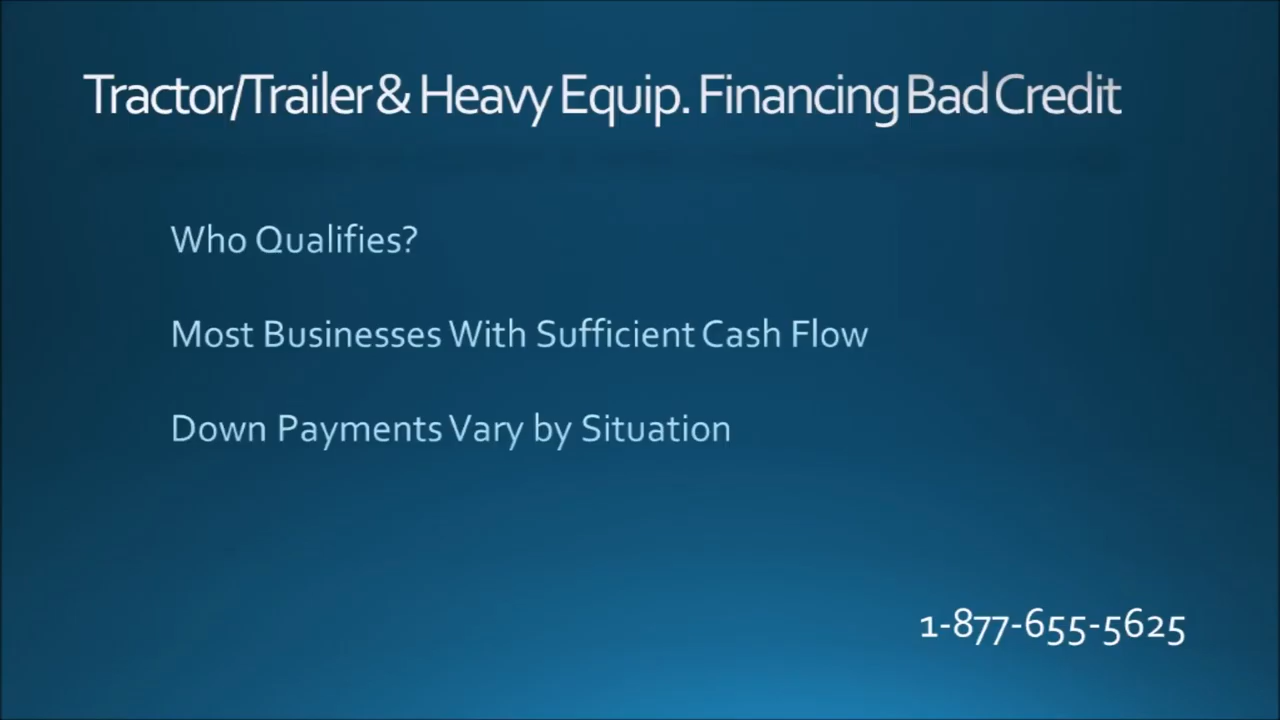 Tractor/Trailer & Heavy Equip. Financing Bad Credit
Who Qualifies?
Most Businesses With Sufficient Cash Flow
Down Payments Vary by Situation
1-877-655-5625